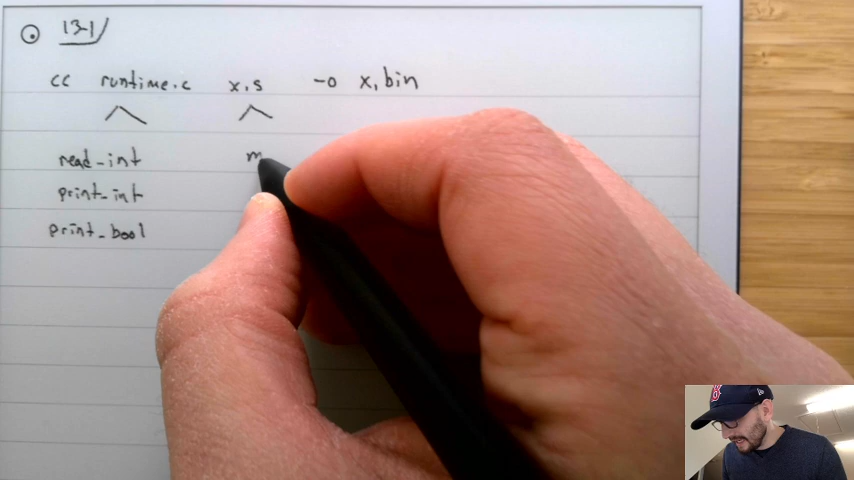 13-1
cc runtime.c x.s -o x.bin
read_int m
print_int
print_bool